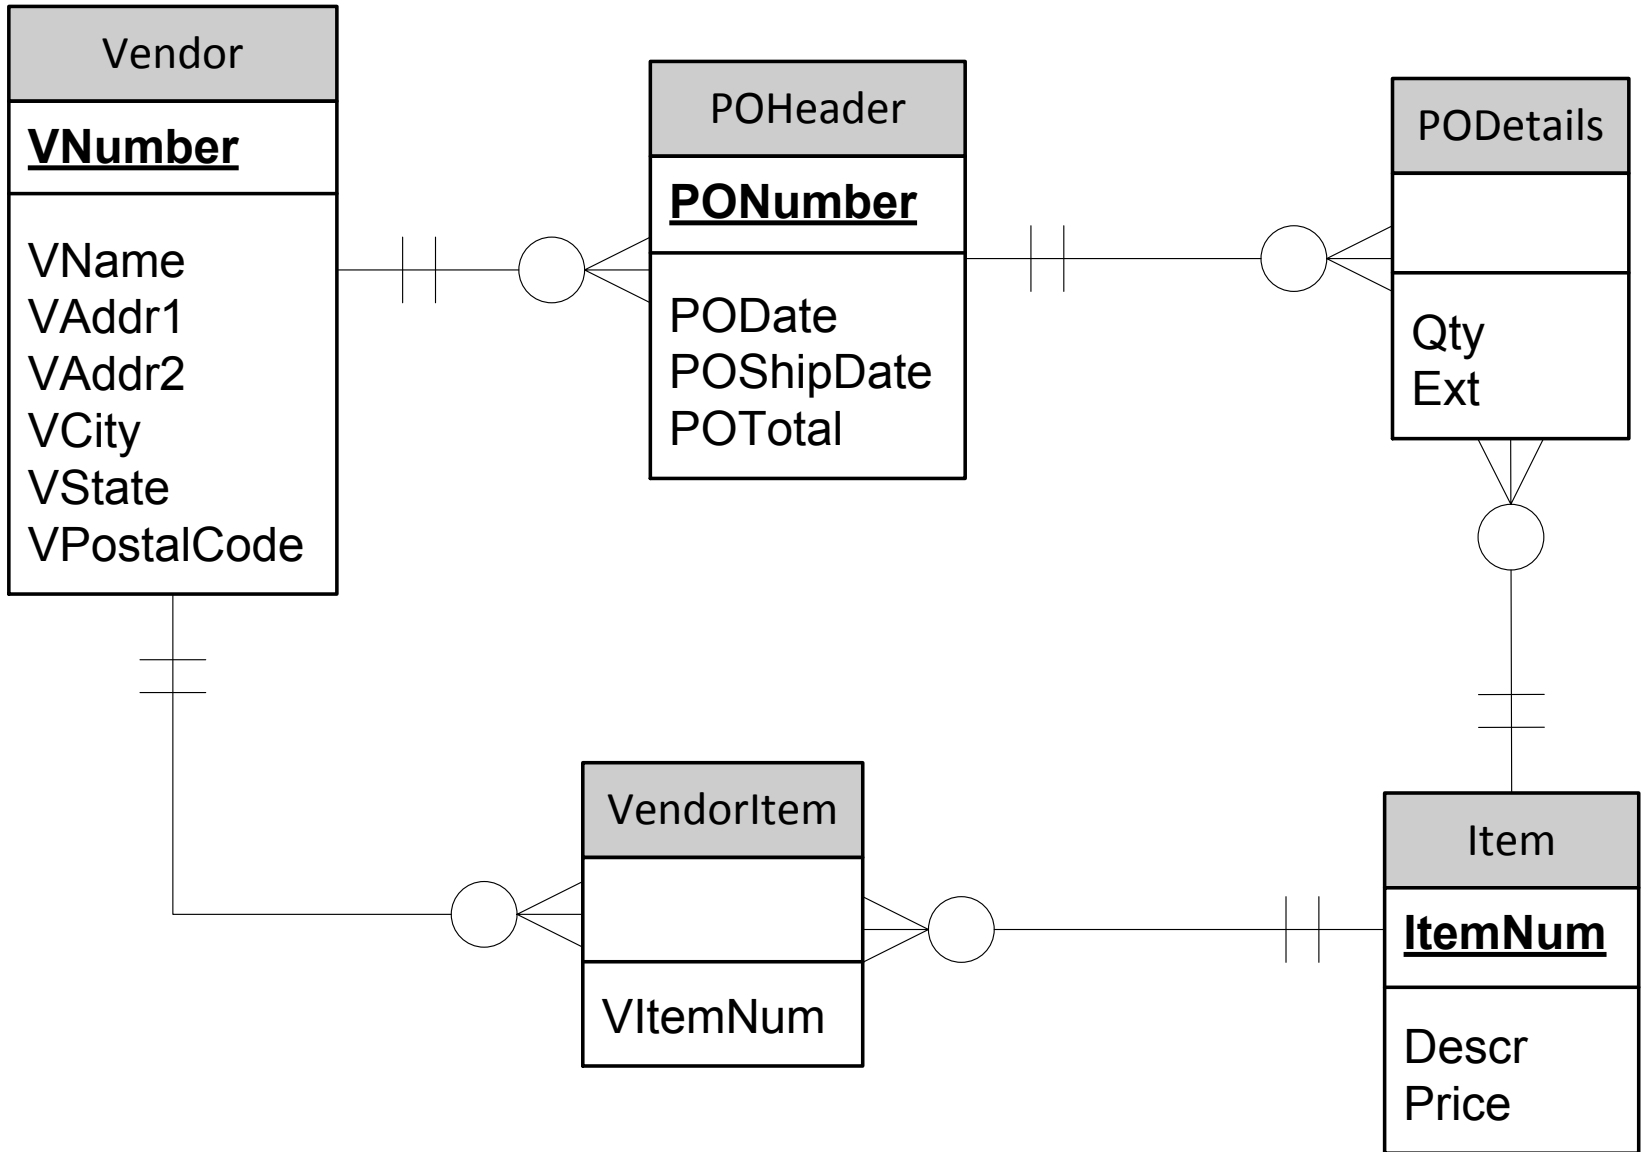 Vendor
VNumber
VName
VAddr1
VAddr2
VCity
VState
VPostalCode
POHeader
PONumber
PODate
POShipDate
POTotal
PODetails
Qty
Ext
VendorItem
VItemNum
Item
ItemNum
Descr
Price